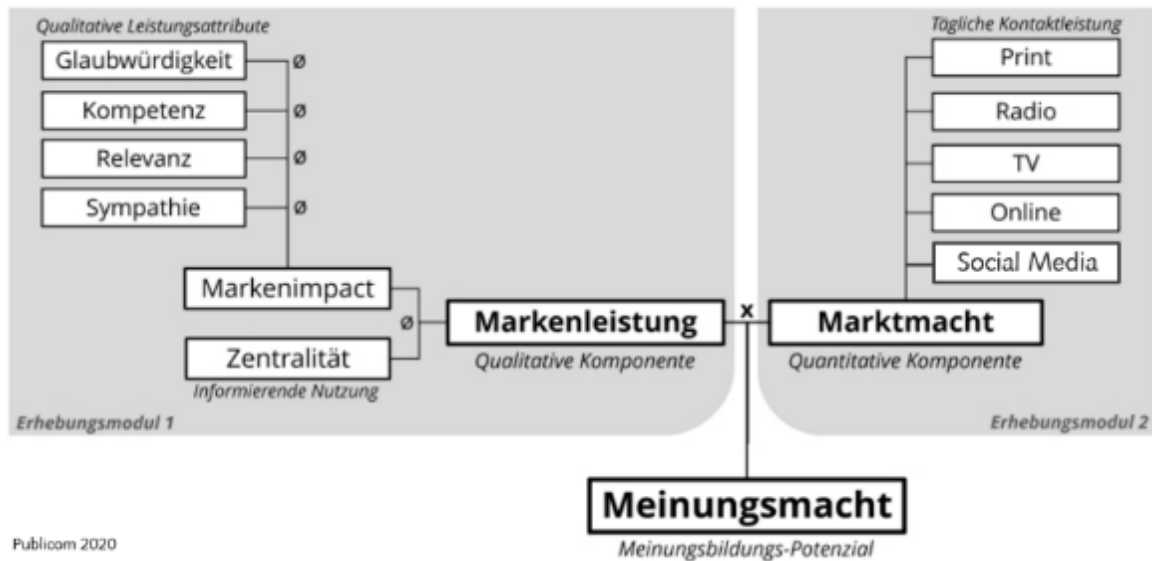 Qualitative Leistungsattribute
Glaubwürdigkeit
Ø
Kompetenz
Ø
Relevanz
Ø
Sympathie
Ø
Markenimpact
Ø
Zentralität
Informierende Nutzung
Markenleistung
Qualitative Komponente
Erhebungsmodul 1
x
Tägliche Kontaktleistung
Print
Radio
TV
Online
Social Media
Marktmacht
Quantitative Komponente
Erhebungsmodul 2
Meinungsmacht
Meinungsbildungs-Potenzial
Publicom 2020